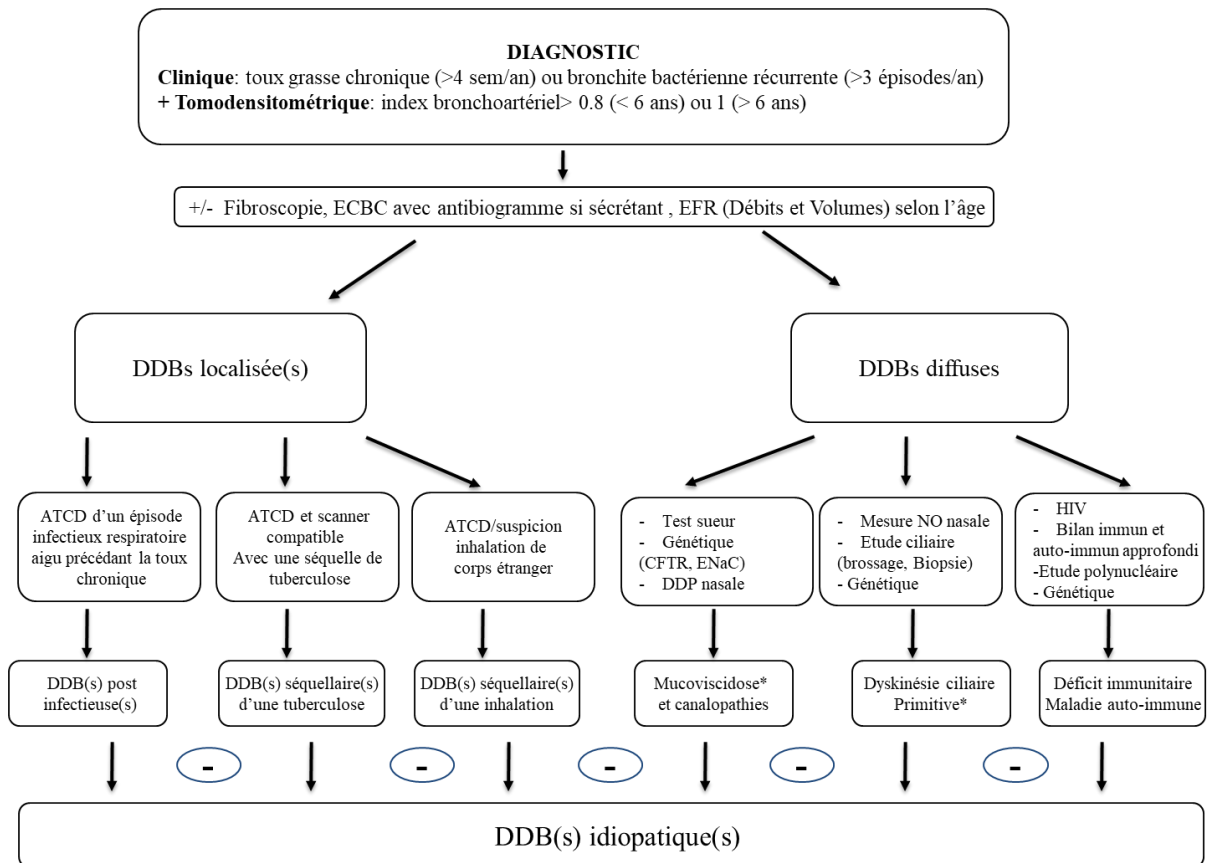 DIAGNOSTIC
Clinique: toux grasse chronique (>4 sem/an) ou bronchite bactérienne récurrente (>3 épisodes/an)
+ Tomodensitométrique: index bronchoartériel> 0.8 (< 6 ans) ou 1 (> 6 ans)
+/- Fibroscopie, ECBC avec antibiogramme si sécrétant , EFR (Débits et Volumes) selon l'âge
DDBs localisée(s)
DDBs diffuses
ATCD d'un épisode
infectieux respiratoire
aigu précédant la toux
chronique
ATCD et scanner
compatible
Avec une séquelle de
tuberculose
ATCD/suspicion
inhalation de
corps étranger
- Test sueur
- Génétique
(CFTR, ENaC)
- DDP nasale
- Mesure NO nasale
- Etude ciliaire
(brossage, Biopsie)
- Génétique
- HIV
- Bilan immun et
auto-immun approfondi
-Etude polynucléaire
- Génétique
DDB(s) post
infectieuse(s)
DDB(s) séquellaire(s)
d'une tuberculose
DDB(s) séquellaire(s)
d'une inhalation
Mucoviscidose*
et canalopathies
Dyskinésie ciliaire
Primitive*
Déficit immunitaire
Maladie auto-immune
-
-
-
-
-
DDB(s) idiopatique(s)